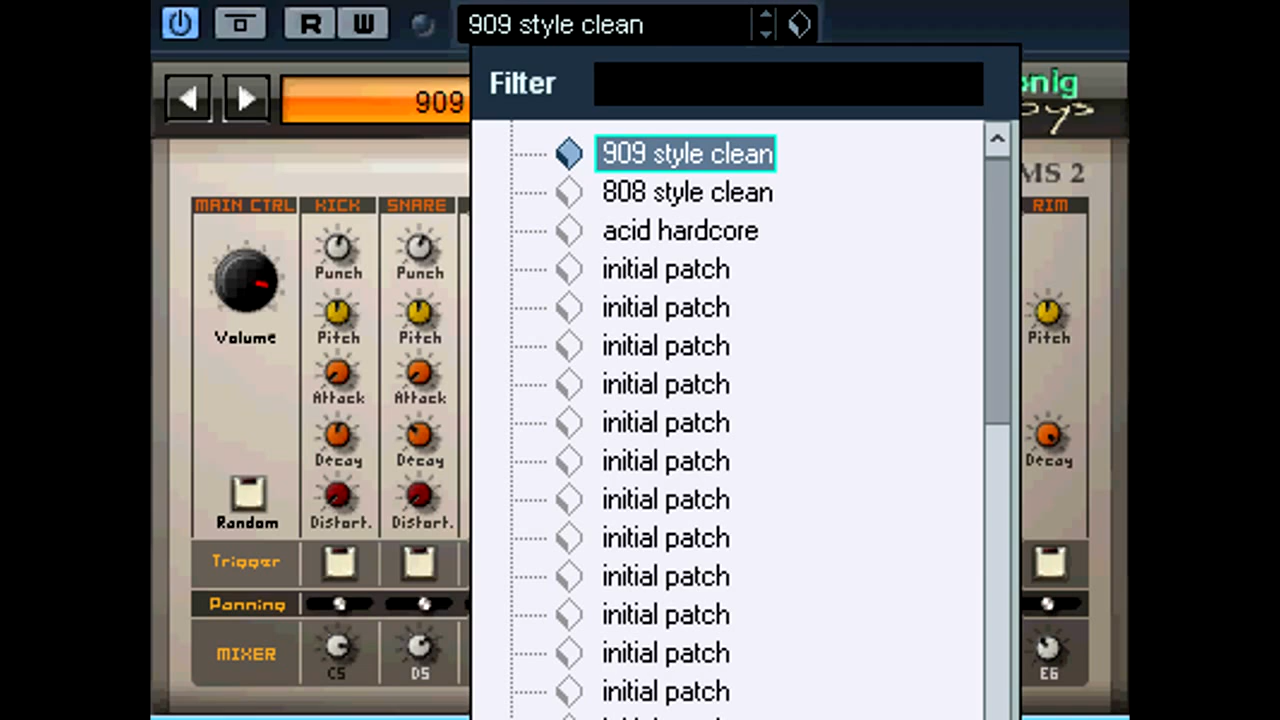 R W 909 style clean
Filter
909
909 style clean
808 style clean
MS 2
MAIN CTRL KICK SNARE RIM
acid hardcore
initial patch
Punch Punch
initial patch
Volume Pitch Pitch Pitch
initial patch
initial patch
Attack Attack
initial patch
Decay Decay Decay
initial patch
initial patch
Random Distort. Distort.
initial patch
Trigger
initial patch
Panning
initial patch
MIXER
initial patch
C5 D5 E6
initial patch